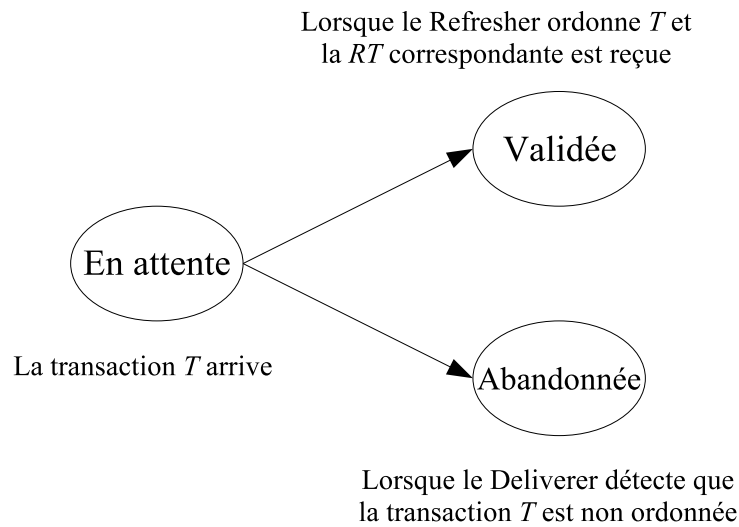 Lorsque le Refresher ordonne T et
la RT correspondante est reçue
Validée
En attente
La transaction T arrive
Abandonnée
Lorsque le Deliverer détecte que
la transaction T est non ordonnée